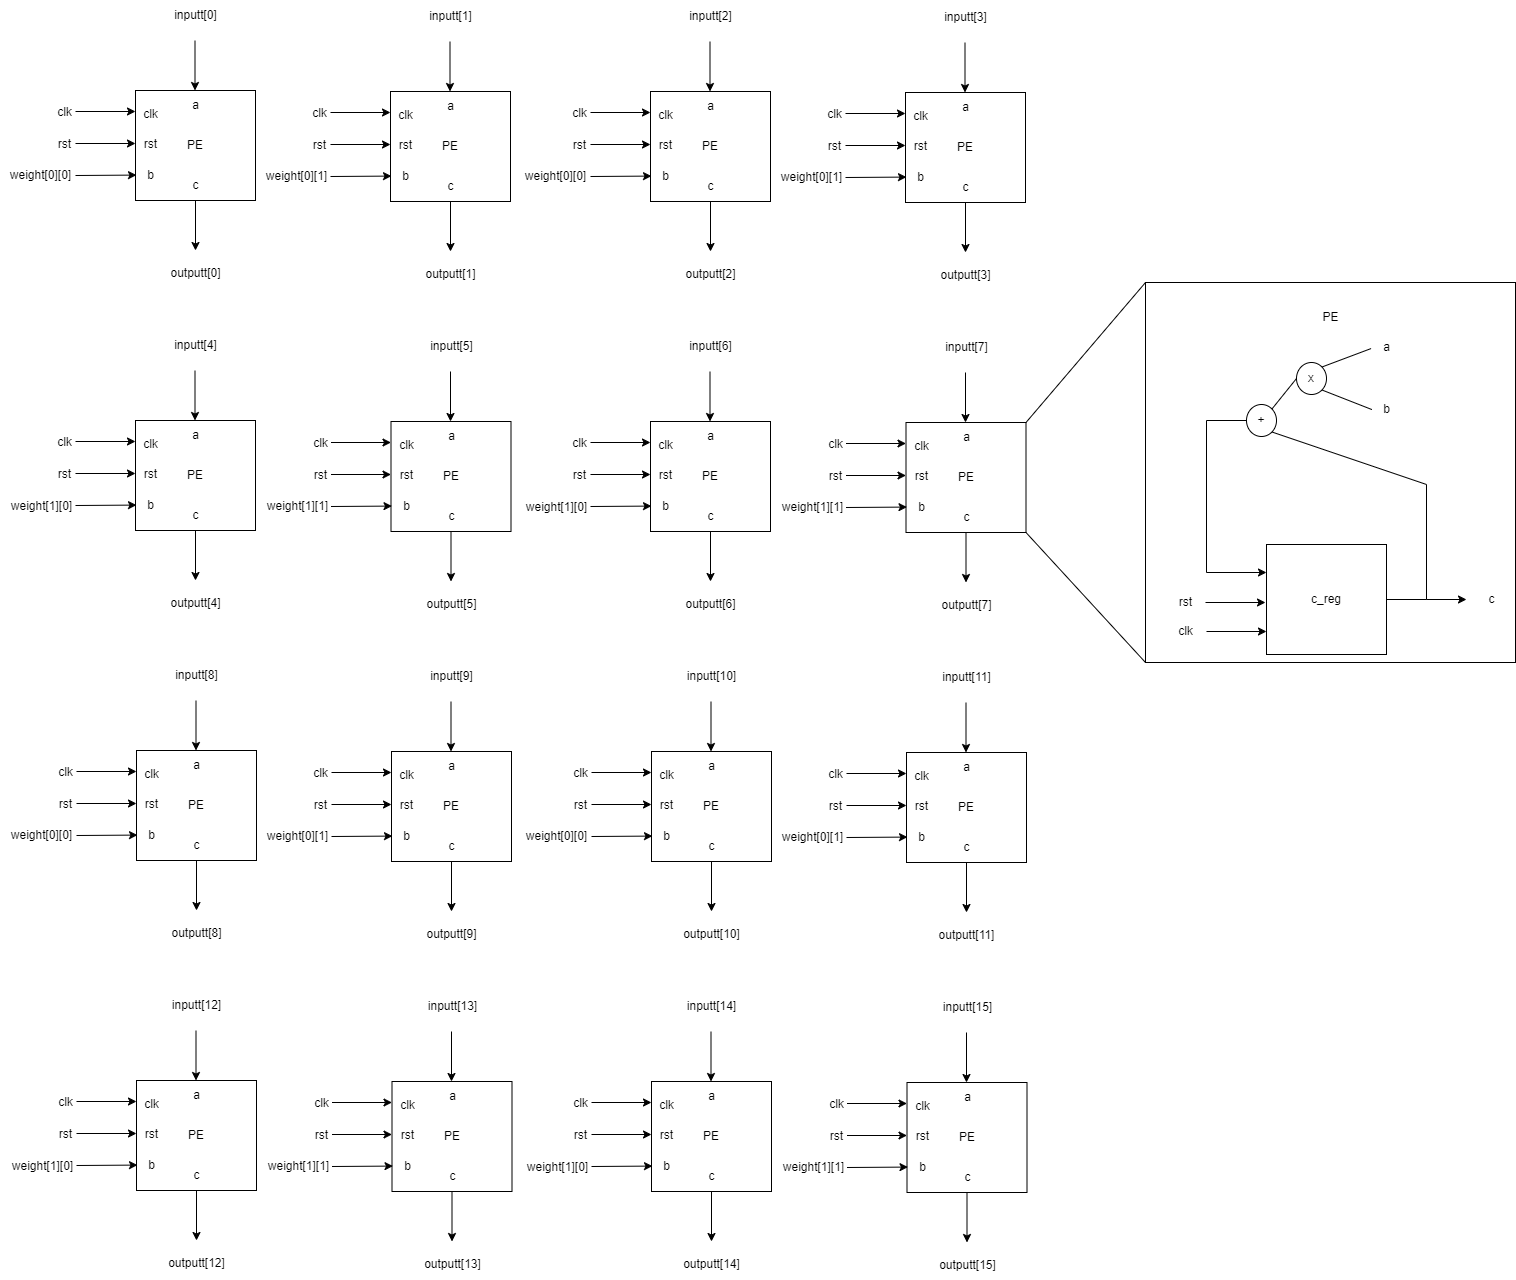 inputt[0] inputt[1] inputt[2] inputt[3]
a a a a
clk clk clk clk clk clk clk clk
rst rst PE rst rst PE rst rst PE rst rst PE
weight[0][0] b weight[0][1] b weight[0][0] b weight[0][1] b
c c c c
outputt[0] outputt[1] outputt[2] outputt[3]
PE
inputt[4] inputt[5] inputt[6] inputt[7] a
x
b
+
a a a a
clk clk clk clk clk clk clk clk
rst rst PE rst rst PE rst rst PE rst rst PE
weight[1][0] b weight[1][1] b weight[1][0] b weight[1][1] b
c c c c
outputt[4] outputt[5] outputt[6] outputt[7]
rst c_reg c
clk
inputt[8] inputt[9] inputt[10] inputt[11]
a a a a
clk clk clk clk clk clk clk clk
rst rst PE rst rst PE rst rst PE rst rst PE
weight[0][0] b weight[0][1] b weight[0][0] b weight[0][1] b
c c c c
outputt[8] outputt[9] outputt[10] outputt[11]
inputt[12] inputt[13] inputt[14] inputt[15]
a a a a
clk clk clk clk clk clk clk clk
rst rst PE rst rst PE rst rst PE rst rst PE
weight[1][0] b weight[1][1] b weight[1][0] b weight[1][1] b
c c c c
outputt[12] outputt[13] outputt[14] outputt[15]